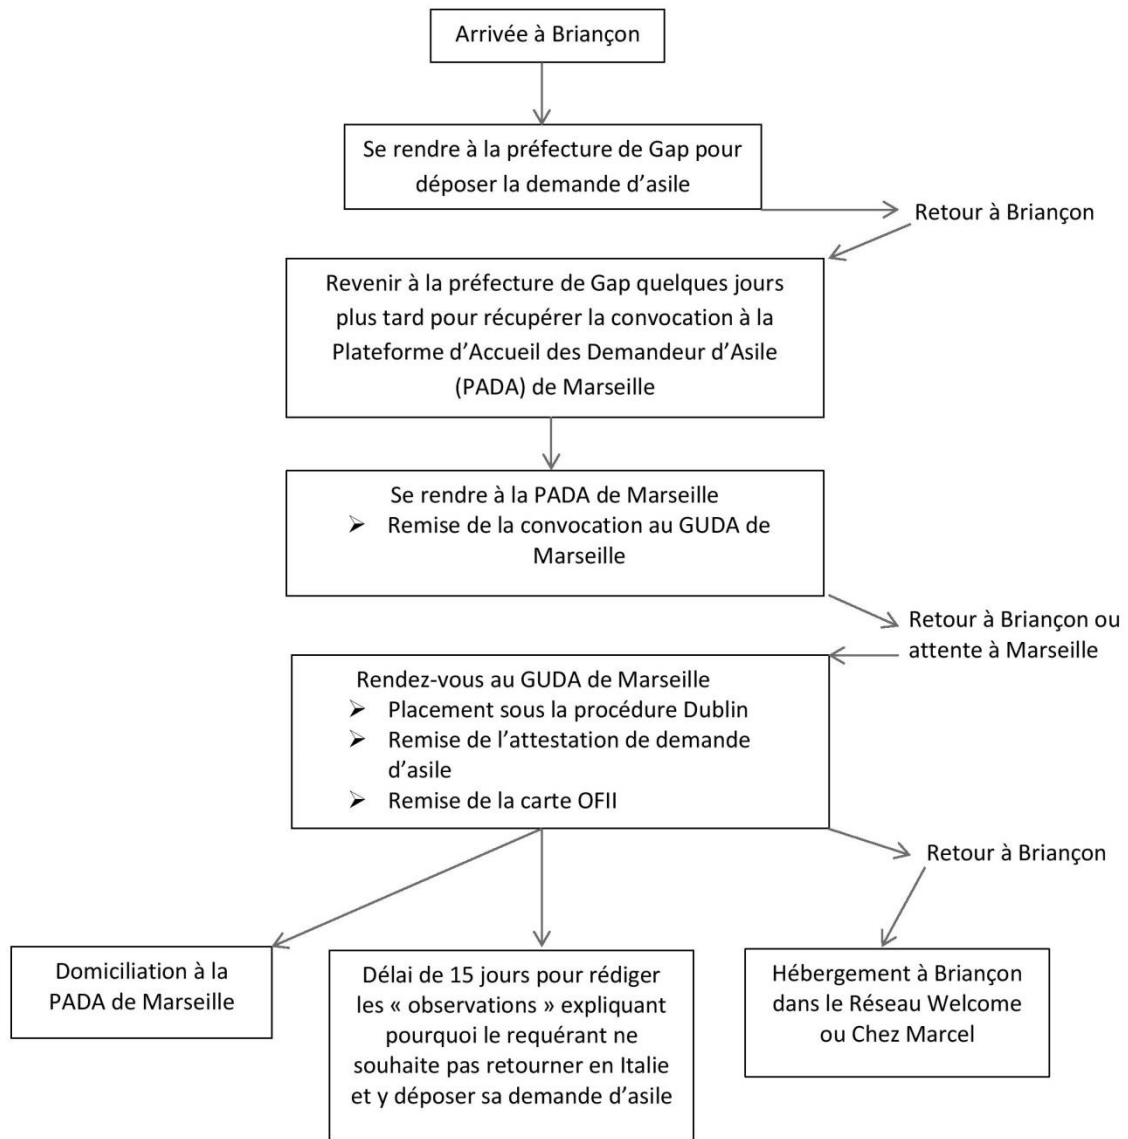 Arrivée à Briançon
Se rendre à la préfecture de Gap pour
déposer la demande d'asile
Retour à Briançon
Revenir à la préfecture de Gap quelques jours
plus tard pour récupérer la convocation à la
Plateforme d'Accueil des Demandeur d'Asile
(PADA) de Marseille
Se rendre à la PADA de Marseille
➢ Remise de la convocation au GUDA de
Marseille
Retour à Briançon ou
attente à Marseille
Rendez-vous au GUDA de Marseille
➢ Placement sous la procédure Dublin
➢ Remise de l'attestation de demande
d'asile
➢ Remise de la carte OFII
Retour à Briançon
Domiciliation à la
PADA de Marseille
Délai de 15 jours pour rédiger
les « observations » expliquant
pourquoi le requérant ne
souhaite pas retourner en Italie
et y déposer sa demande d'asile
Hébergement à Briançon
dans le Réseau Welcome
ou Chez Marcel